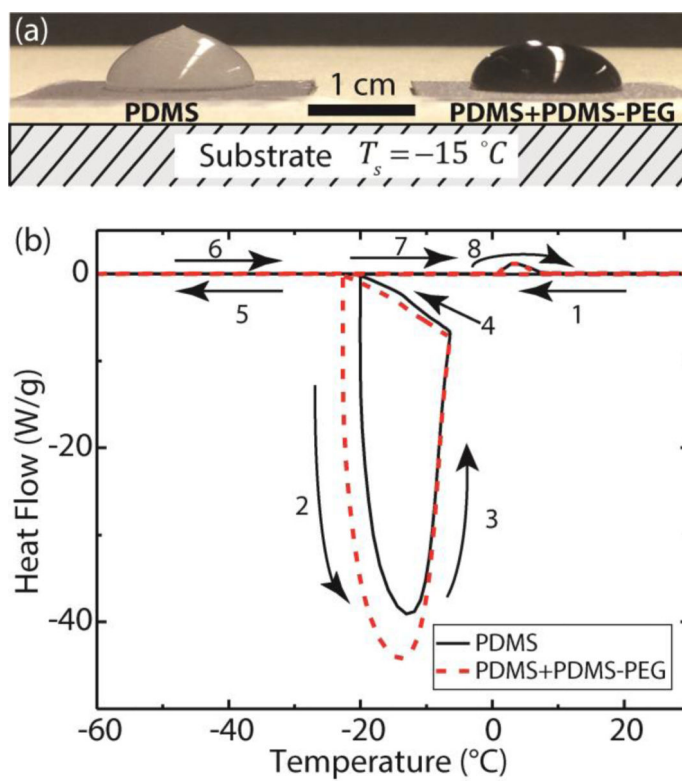 (a)
1 cm
PDMS
PDMS+PDMS-PEG
Substrate T_s = −15 °C
(b)
6
7
8
0
5
4
1
-20
2
3
-40
PDMS
PDMS+PDMS-PEG
-60
-40
-20
0
20
Heat Flow (W/g)
Temperature (°C)